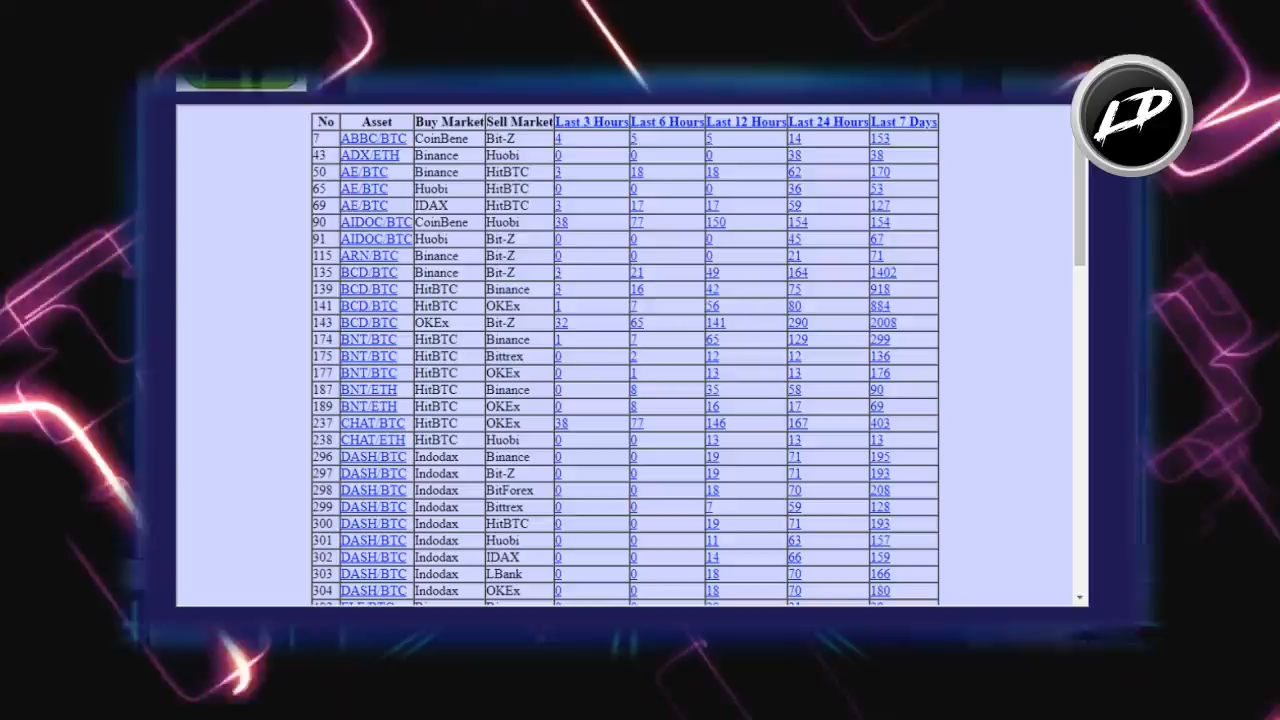 LP
No Asset Buy Market Sell Market Last 3 Hours Last 6 Hours Last 12 Hours Last 24 Hours Last 7 Days
7 ABBC/BTC CoinBene Bit-Z 4 5 5 14 153
43 ADX/ETH Binance Huobi 0 0 0 38 38
50 AE/BTC Binance HitBTC 3 18 18 62 170
65 AE/BTC Huobi HitBTC 0 0 0 36 53
69 AE/BTC IDAX HitBTC 3 17 17 59 127
90 AIDOC/BTC CoinBene Huobi 38 77 150 154 154
91 AIDOC/BTC Huobi Bit-Z 0 0 0 45 67
115 ARN/BTC Binance Bit-Z 0 0 0 21 71
135 BCD/BTC Binance Bit-Z 3 21 49 164 1402
139 BCD/BTC HitBTC Binance 3 16 42 75 918
141 BCD/BTC HitBTC OKEx 1 7 56 80 884
143 BCD/BTC OKEx Bit-Z 32 65 141 290 2008
174 BNT/BTC HitBTC Binance 1 7 65 129 299
175 BNT/BTC HitBTC Bittrex 0 2 12 12 136
177 BNT/BTC HitBTC OKEx 0 1 13 13 176
187 BNT/ETH HitBTC Binance 0 8 35 58 90
189 BNT/ETH HitBTC OKEx 0 8 16 17 69
237 CHAT/BTC HitBTC OKEx 38 77 146 167 403
238 CHAT/ETH HitBTC Huobi 0 0 13 13 13
296 DASH/BTC Indodax Binance 0 0 19 71 195
297 DASH/BTC Indodax Bit-Z 0 0 19 71 193
298 DASH/BTC Indodax BitForex 0 0 18 70 208
299 DASH/BTC Indodax Bittrex 0 0 7 59 128
300 DASH/BTC Indodax HitBTC 0 0 19 71 193
301 DASH/BTC Indodax Huobi 0 0 11 63 157
302 DASH/BTC Indodax IDAX 0 0 14 66 159
303 DASH/BTC Indodax LBank 0 0 18 70 166
304 DASH/BTC Indodax OKEx 0 0 18 70 180